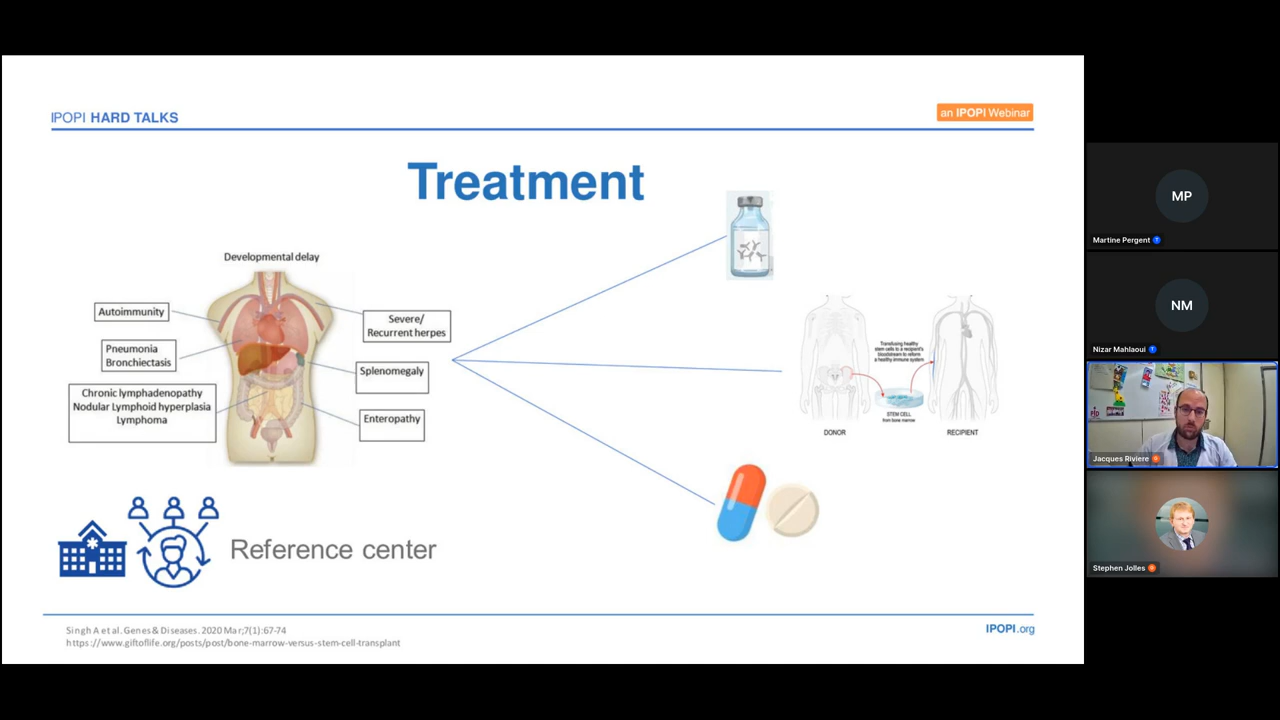 IPOPI HARD TALKS
an IPOPI Webinar
Treatment
Developmental delay
Autoimmunity
Severe/
Recurrent herpes
Pneumonia
Bronchiectasis
Splenomegaly
Chronic lymphadenopathy
Nodular Lymphoid hyperplasia
Lymphoma
Enteropathy
Transfusing healthy
stem cells to a recipient's
bloodstream to reform
a healthy immune system
STEM CELL
from bone marrow
DONOR
RECIPIENT
Reference center
Singh A et al. Genes & Diseases. 2020 Mar;7(1):67-74
https://www.giftoflife.org/posts/post/bone-marrow-versus-stem-cell-transplant
IPOPI.org
MP
Martine Pergent
NM
Nizar Mahlaoui
PID
Jacques Riviere
Stephen Jolles